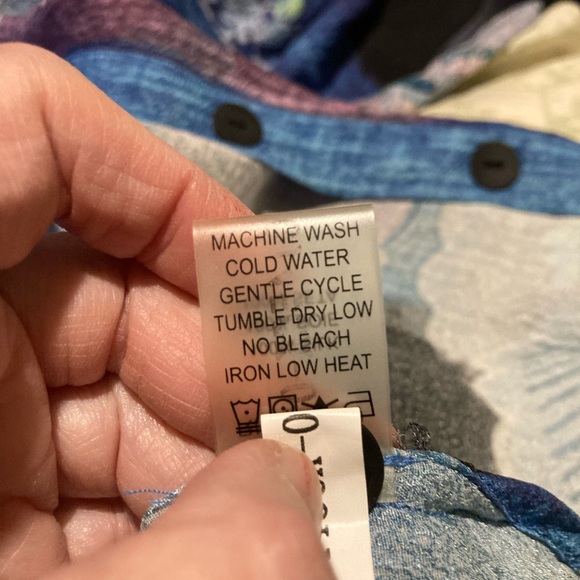 MACHINE WASH
COLD WATER
GENTLE CYCLE
TUMBLE DRY LOW
NO BLEACH
IRON LOW HEAT